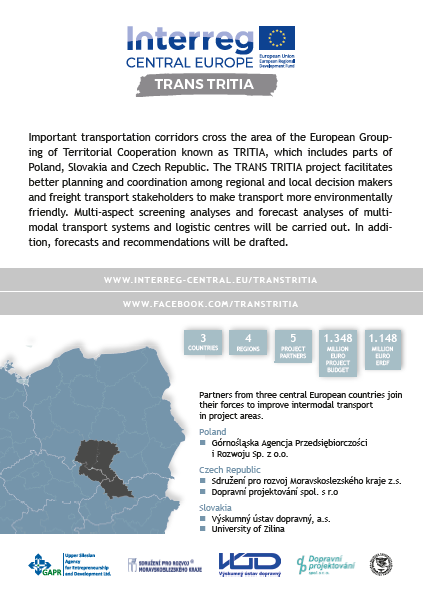 Interreg
CENTRAL EUROPE
European Union
European Regional
Development Fund
TRANS TRITIA
Important transportation corridors cross the area of the European Group-
ing of Territorial Cooperation known as TRITIA, which includes parts of
Poland, Slovakia and Czech Republic. The TRANS TRITIA project facilitates
better planning and coordination among regional and local decision makers
and freight transport stakeholders to make transport more environmentally
friendly. Multi-aspect screening analyses and forecast analyses of multi-
modal transport systems and logistic centres will be carried out. In addi-
tion, forecasts and recommendations will be drafted.
WWW.INTERREG-CENTRAL.EU/TRANSTRITIA
WWW.FACEBOOK.COM/TRANSTRITIA
3
COUNTRIES
4
REGIONS
5
PROJECT
PARTNERS
1.348
MILLION
EURO
PROJECT
BUDGET
1.148
MILLION
EURO
ERDF
Partners from three central European countries join
their forces to improve intermodal transport
in project areas.
Poland
Górnośląska Agencja Przedsiębiorczości
i Rozwoju Sp. z o.o.
Czech Republic
Sdružení pro rozvoj Moravskoslezského kraje z.s.
Dopravní projektování spol. s r.o
Slovakia
Výskumný ústav dopravný, a.s.
University of Zilina
GAPR
Upper Silesian
Agency
for Entrepreneurship
and Development Ltd.
SDRUŽENÍ PRO ROZVOJ
MORAVSKOSLEZSKÉHO KRAJE
VÚD
Výskumný ústav dopravný
Dopravní
projektování
spol. s r.o.